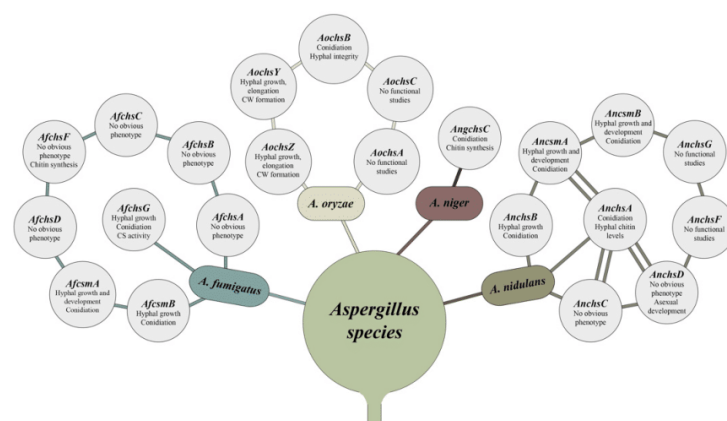 AochsB
Conidiation
Hyphal integrity
AochsY
Hyphal growth,
elongation
CW formation
AochsC
No functional
studies
AochsZ
Hyphal growth,
elongation
CW formation
AochsA
No functional
studies
A. oryzae
AngchsC
Conidiation
Chitin synthesis
A. niger
AfchsC
No obvious
phenotype
AfchsF
No obvious
phenotype
Chitin synthesis
AfchsB
No obvious
phenotype
AfchsD
No obvious
phenotype
AfchsG
Hyphal growth
Conidiation
CS activity
AfchsA
No obvious
phenotype
AfcsmA
Hyphal growth and
development
Conidiation
AfcsmB
Hyphal growth
Conidiation
A. fumigatus
AncsmB
Hyphal growth and
development
Conidiation
AncsmA
Hyphal growth and
development
Conidiation
AnchsG
No functional
studies
AnchsB
Hyphal growth
Conidiation
AnchsA
Conidiation
Hyphal chitin
levels
AnchsF
No functional
studies
AnchsD
No obvious
phenotype
Asexual
development
AnchsC
No obvious
phenotype
A. nidulans
Aspergillus
species